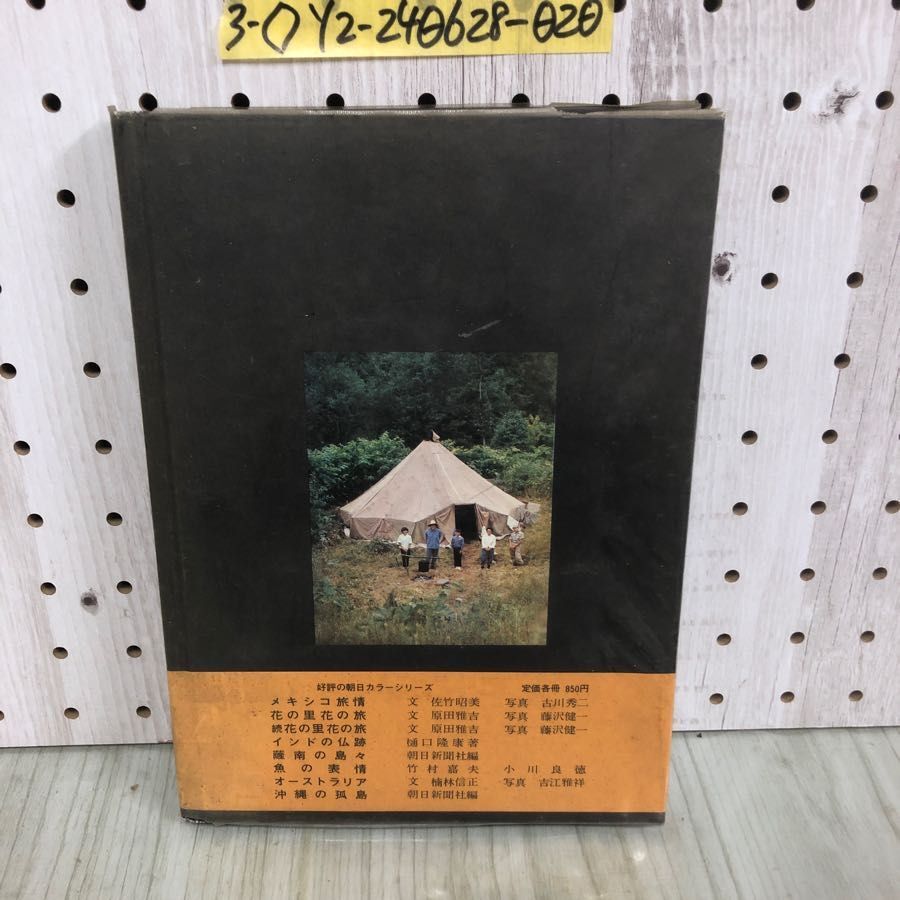 3-◇Y2-240628-020
好評の朝日カラーシリーズ 定価各冊 850円
メキシコ旅情 文 佐竹昭美 写真 古川秀二
花の里花の旅 文 原田雅吉 写真 藤沢健一
続花の里花の旅 文 原田雅吉 写真 藤沢健一
インドの仏跡 樋口隆康著
薩南の島々 朝日新聞社編
魚の表情 竹村嘉夫 小川良徳
オーストラリア 文 楠林信正 写真 古江雅祥
沖縄の孤島 朝日新聞社編